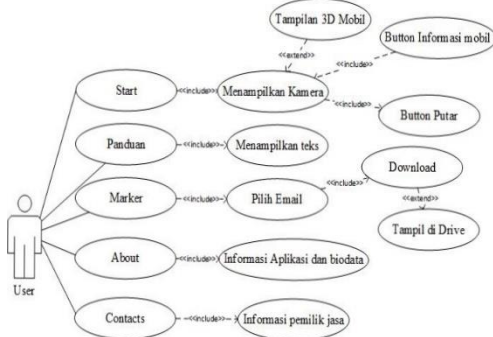 Tampilan 3D Mobil
Button Informasi mobil
<<extend>>
<<include>>
Start
<<include>>
Menampilkan Kamera
<<include>>
Button Putar
Panduan
<<include>>
Menampilkan teks
Download
<<include>>
Marker
<<include>>
Pilih Email
<<extend>>
Tampil di Drive
About
<<include>>
Informasi Aplikasi dan biodata
User
Contacts
<<include>>
Informasi pemilik jasa